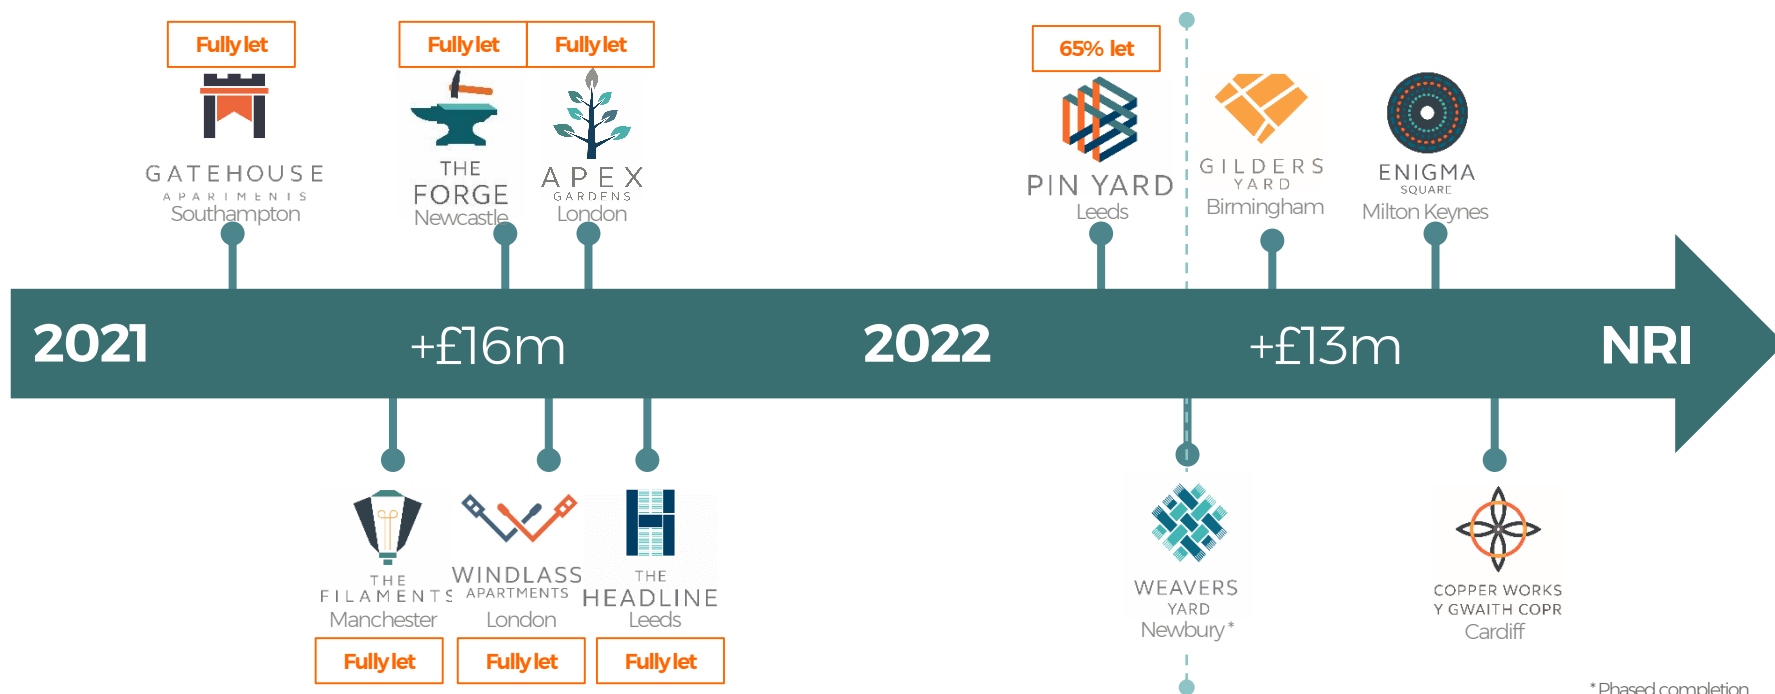 Fully let
Fully let
Fully let
65% let
GATEHOUSE
APARTMENTS
Southampton
THE
FORGE
Newcastle
APEX
GARDENS
London
PIN YARD
Leeds
GILDERS
YARD
Birmingham
ENIGMA
SQUARE
Milton Keynes
2021
+£16m
2022
+£13m
NRI
THE
FILAMENTS
Manchester
Fully let
WINDLASS
APARTMENTS
London
Fully let
THE
HEADLINE
Leeds
Fully let
WEAVERS
YARD
Newbury *
COPPER WORKS
Y GWAITH COPR
Cardiff
* Phased completion